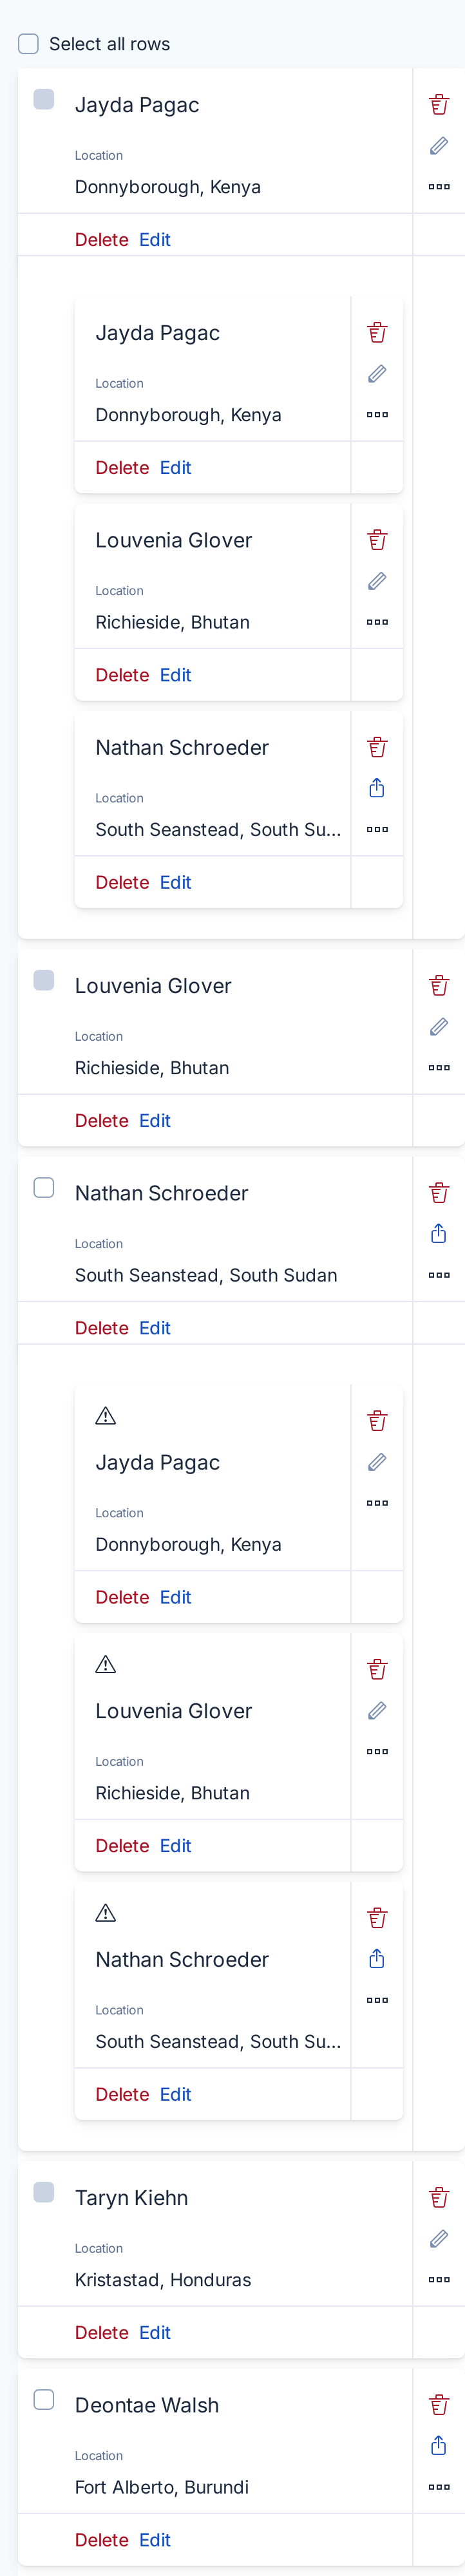 Select all rows
Jayda Pagac
Location
Donnyborough, Kenya
Delete Edit
Jayda Pagac
Location
Donnyborough, Kenya
Delete Edit
Louvenia Glover
Location
Richieside, Bhutan
Delete Edit
Nathan Schroeder
Location
South Seanstead, South Su...
Delete Edit
Louvenia Glover
Location
Richieside, Bhutan
Delete Edit
Nathan Schroeder
Location
South Seanstead, South Sudan
Delete Edit
Jayda Pagac
Location
Donnyborough, Kenya
Delete Edit
Louvenia Glover
Location
Richieside, Bhutan
Delete Edit
Nathan Schroeder
Location
South Seanstead, South Su...
Delete Edit
Taryn Kiehn
Location
Kristastad, Honduras
Delete Edit
Deontae Walsh
Location
Fort Alberto, Burundi
Delete Edit